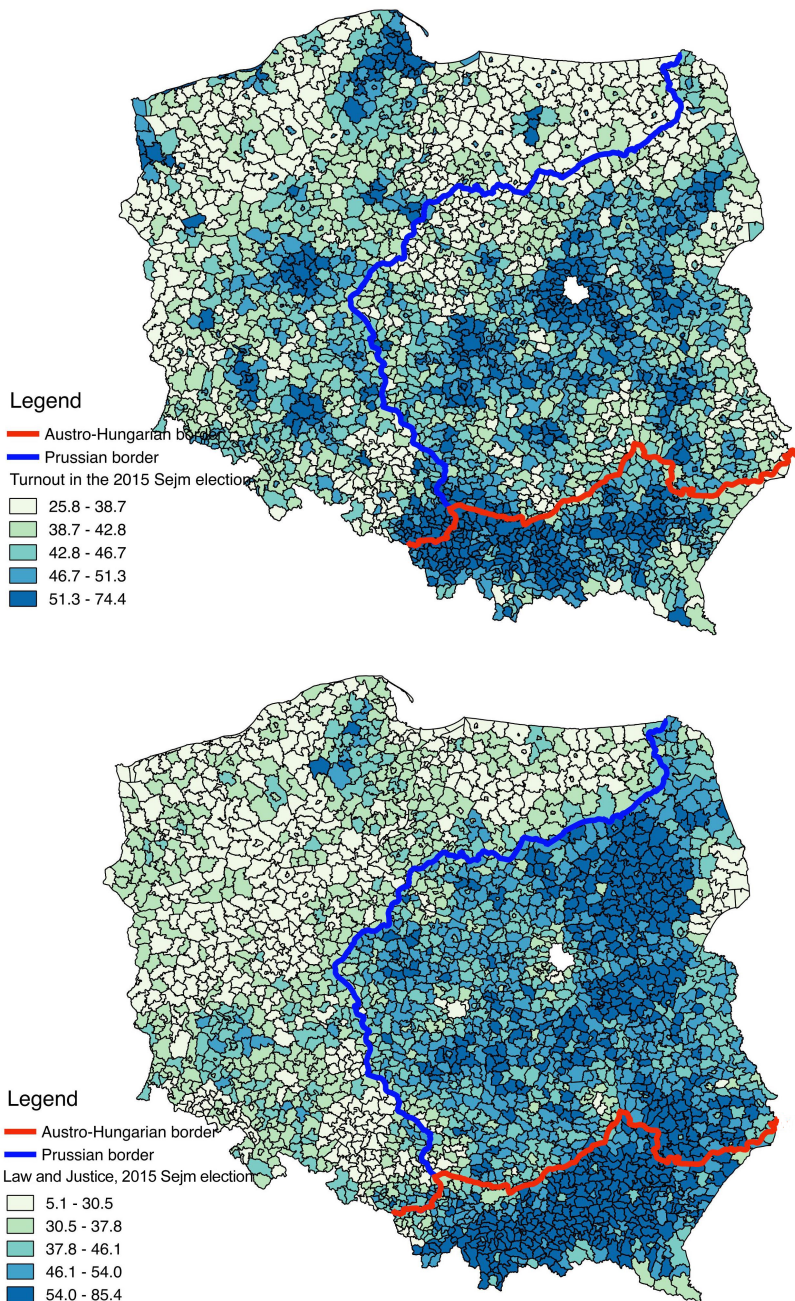 Legend
Austro-Hungarian border
Prussian border
Turnout in the 2015 Sejm election
25.8 - 38.7
38.7 - 42.8
42.8 - 46.7
46.7 - 51.3
51.3 - 74.4
Legend
Austro-Hungarian border
Prussian border
Law and Justice, 2015 Sejm election
5.1 - 30.5
30.5 - 37.8
37.8 - 46.1
46.1 - 54.0
54.0 - 85.4